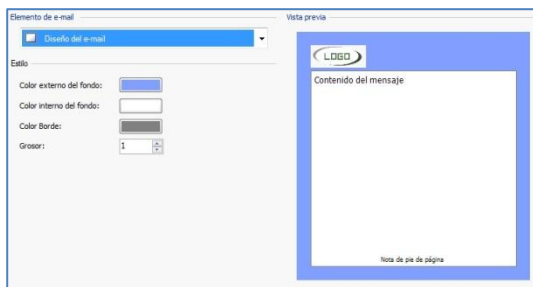 Elemento de e-mail
Diseño del e-mail
Estilo
Color externo del fondo:
Color interno del fondo:
Color Borde:
Grosor:
1
Vista previa
LOGO
Contenido del mensaje
Nota de pie de página